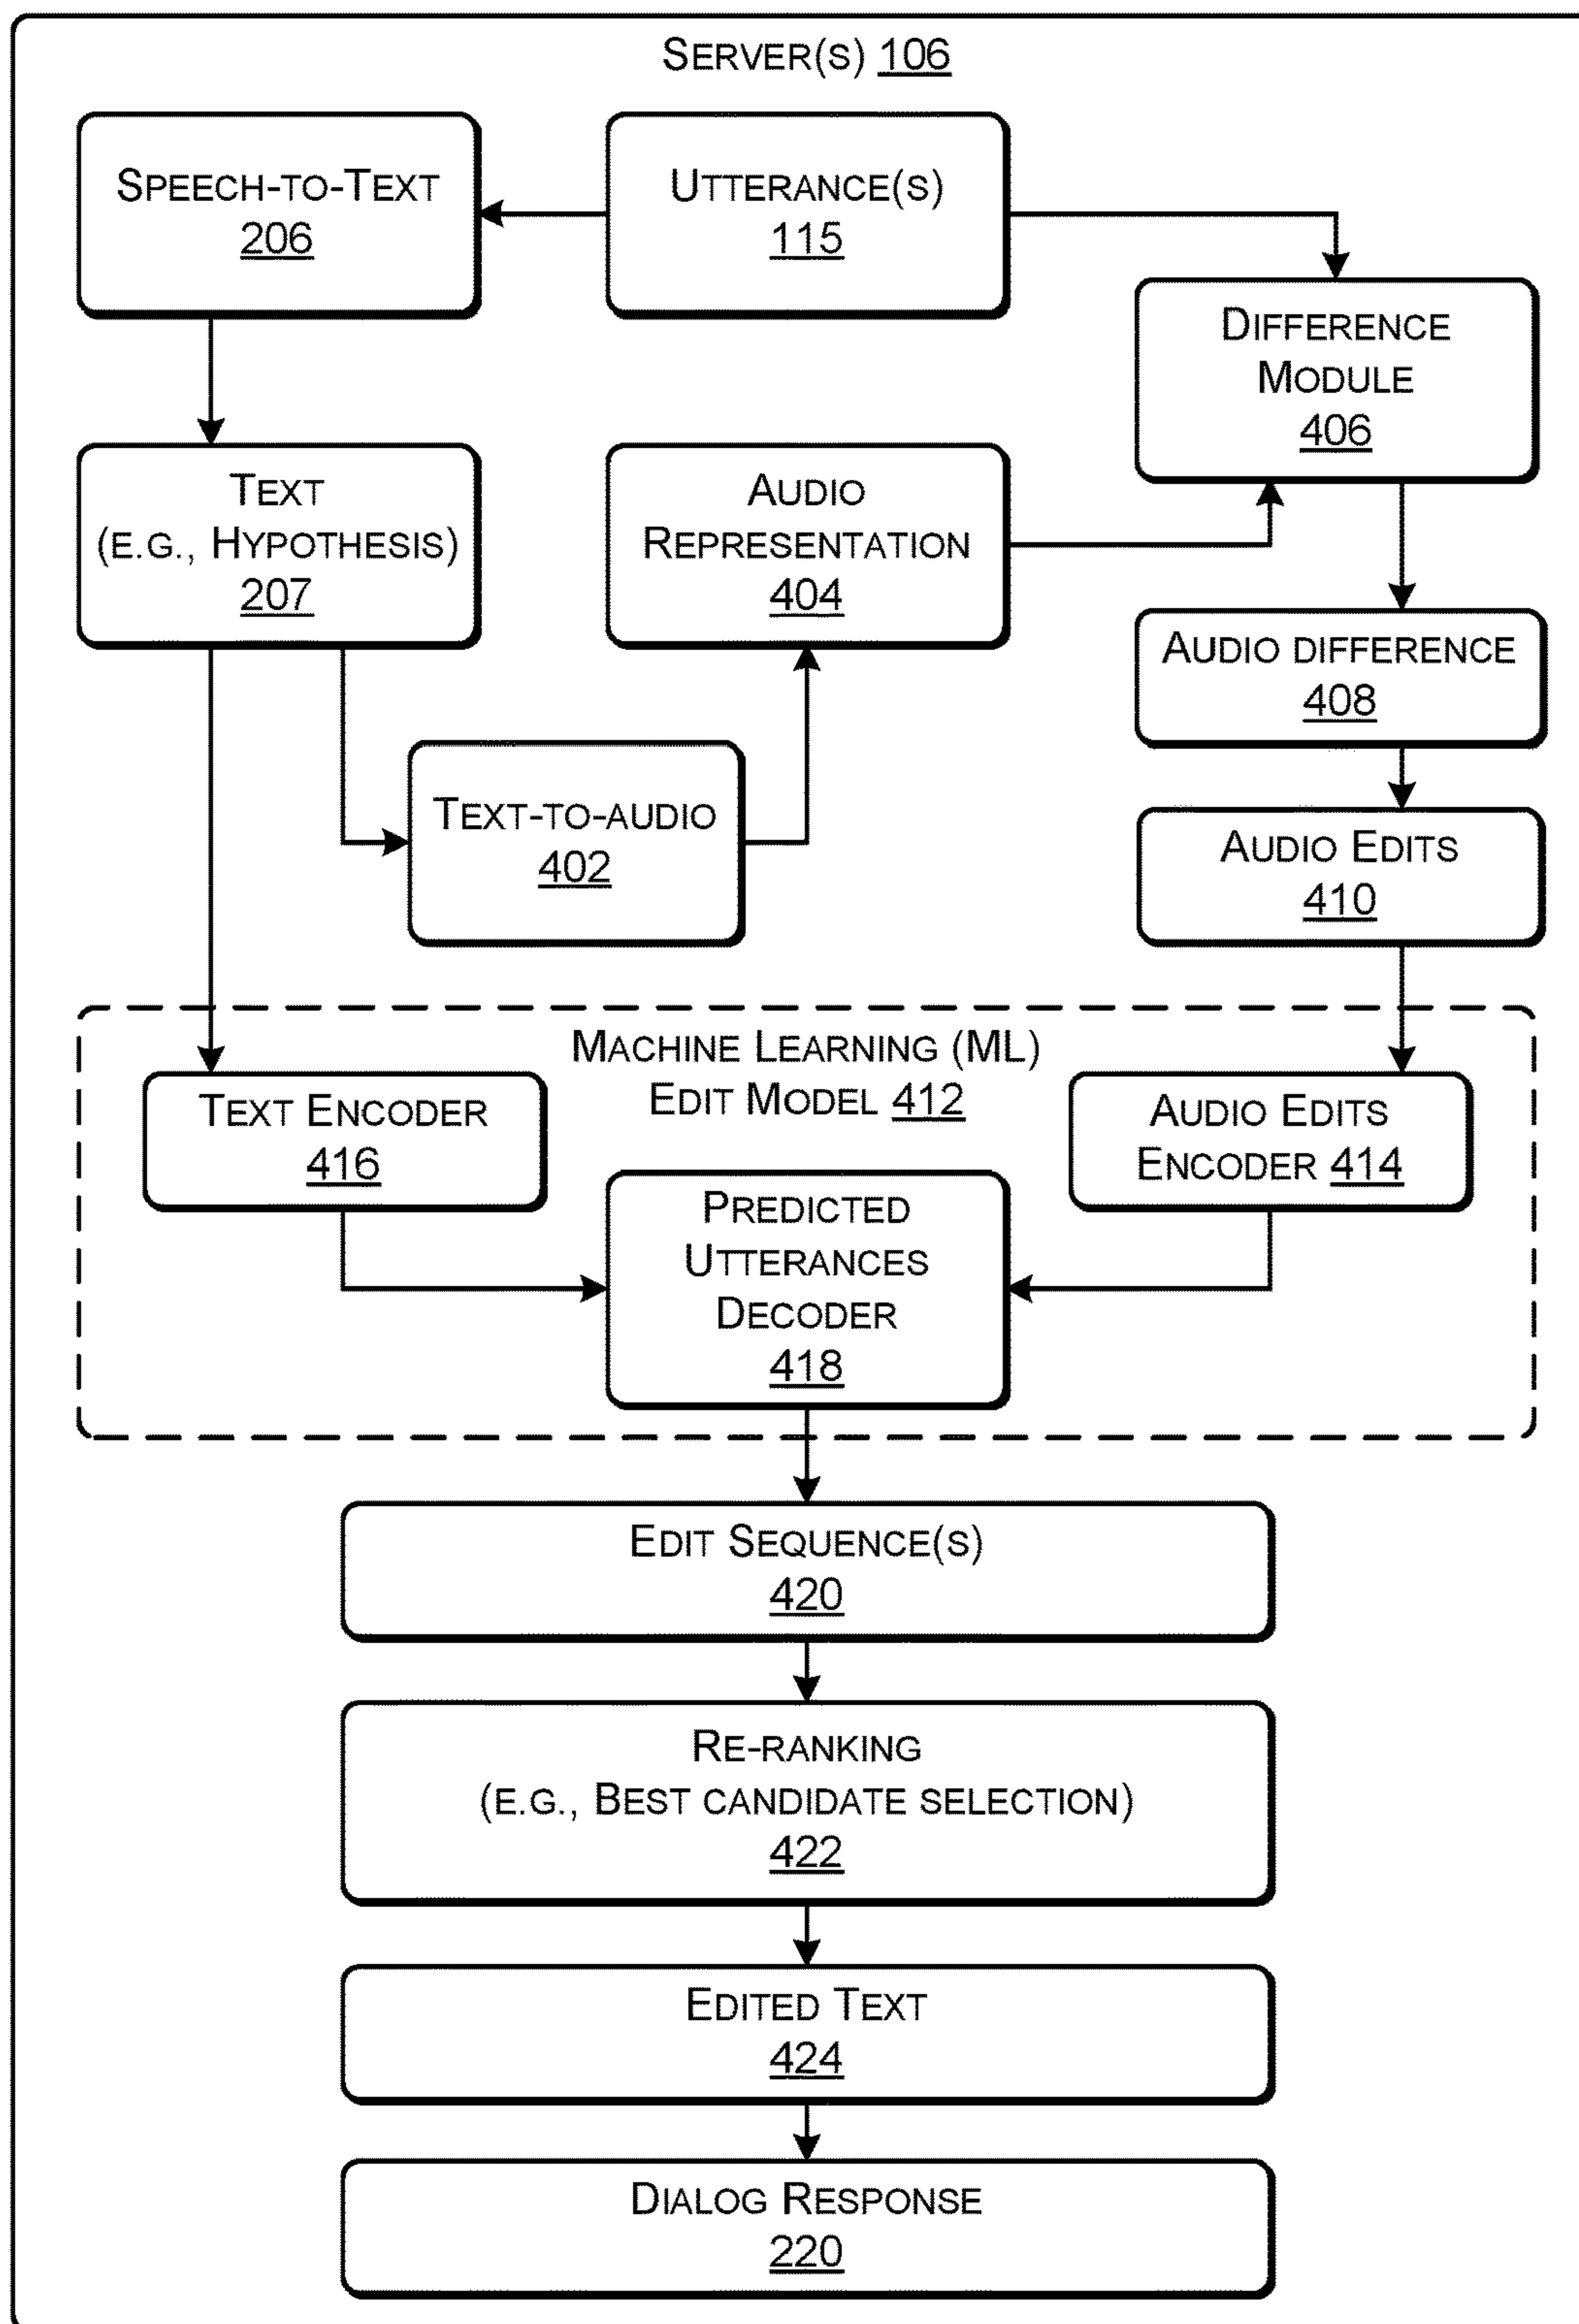 SERVER(S) 106
SPEECH-TO-TEXT
206
UTTERANCE(S)
115
DIFFERENCE
MODULE
406
TEXT
(E.G., HYPOTHESIS)
207
AUDIO
REPRESENTATION
404
AUDIO DIFFERENCE
408
TEXT-TO-AUDIO
402
AUDIO EDITS
410
MACHINE LEARNING (ML)
EDIT MODEL 412
TEXT ENCODER
416
AUDIO EDITS
ENCODER 414
PREDICTED
UTTERANCES
DECODER
418
EDIT SEQUENCE(S)
420
RE-RANKING
(E.G., BEST CANDIDATE SELECTION)
422
EDITED TEXT
424
DIALOG RESPONSE
220